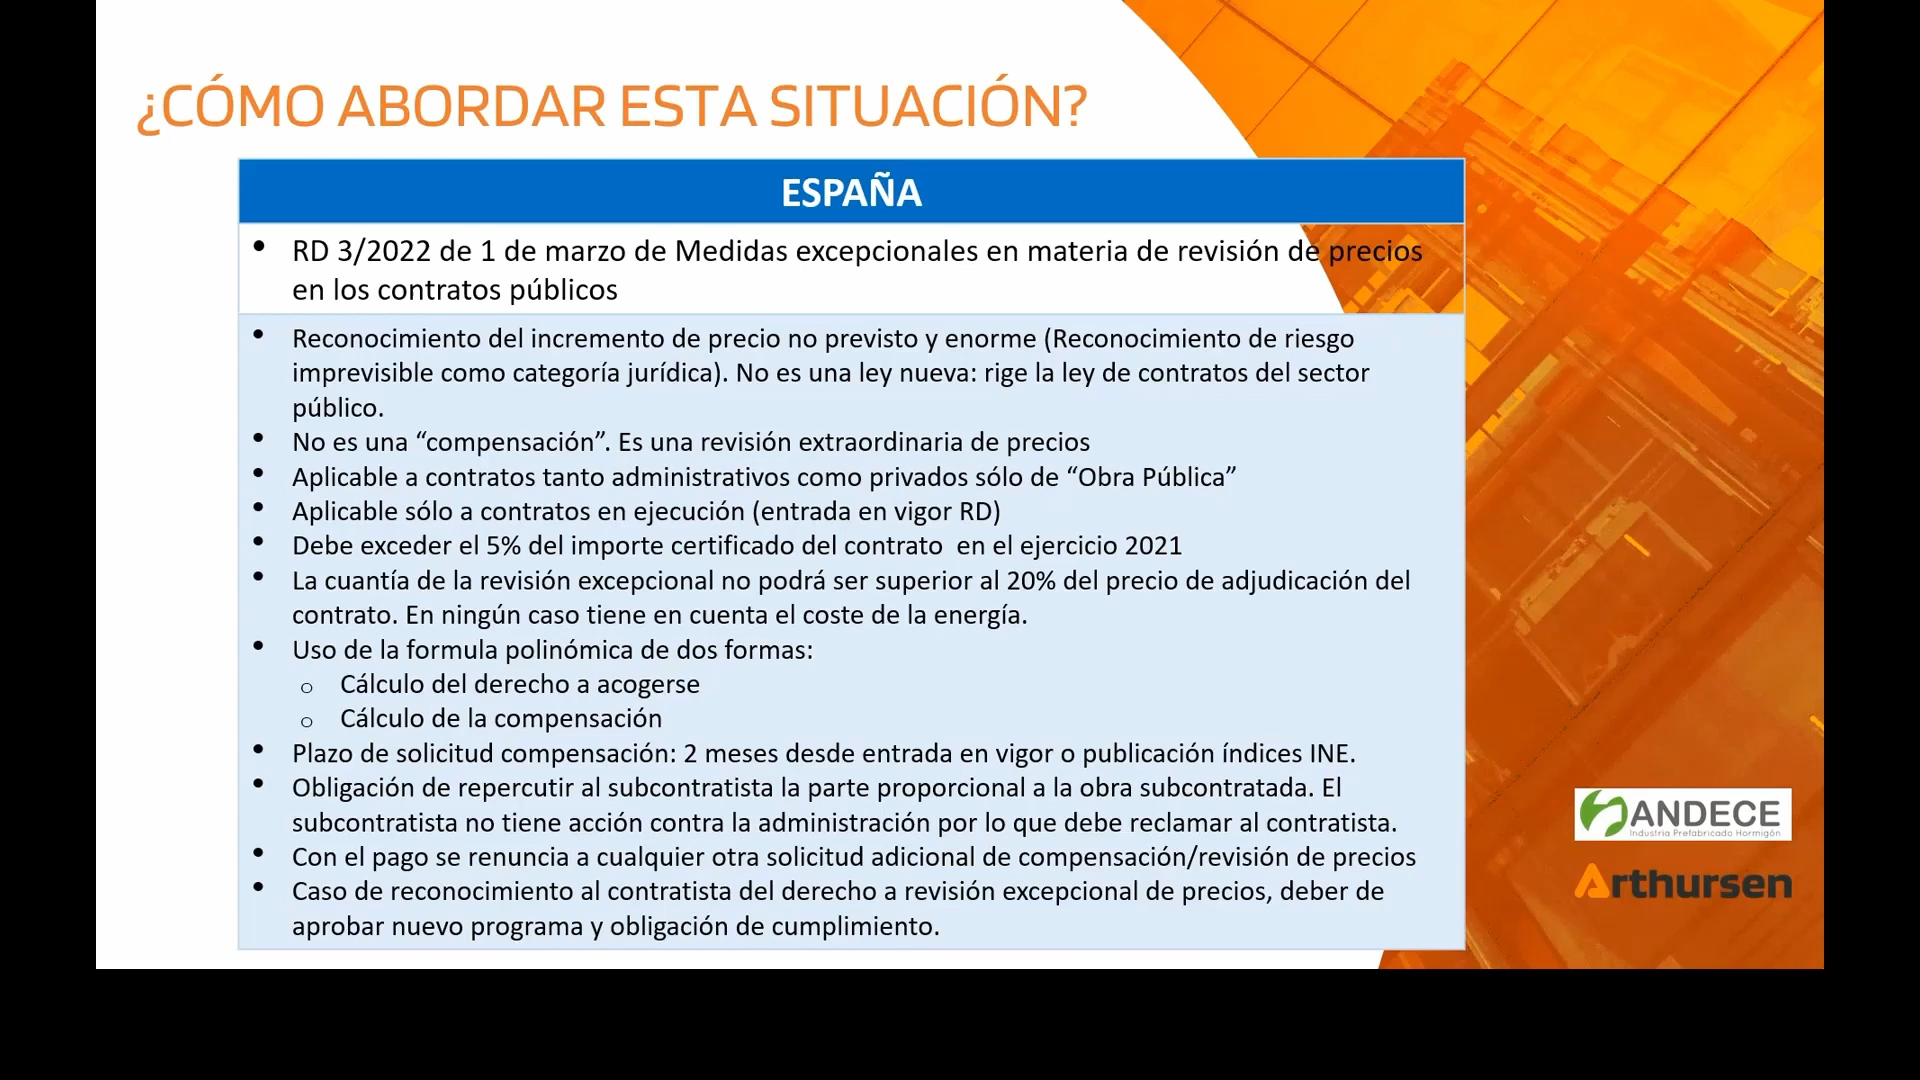 ¿CÓMO ABORDAR ESTA SITUACIÓN?
ESPAÑA
• RD 3/2022 de 1 de marzo de Medidas excepcionales en materia de revisión de precios
en los contratos públicos
• Reconocimiento del incremento de precio no previsto y enorme (Reconocimiento de riesgo
imprevisible como categoría jurídica). No es una ley nueva: rige la ley de contratos del sector
público.
• No es una “compensación”. Es una revisión extraordinaria de precios
• Aplicable a contratos tanto administrativos como privados sólo de “Obra Pública”
• Aplicable sólo a contratos en ejecución (entrada en vigor RD)
• Debe exceder el 5% del importe certificado del contrato  en el ejercicio 2021
• La cuantía de la revisión excepcional no podrá ser superior al 20% del precio de adjudicación del
contrato. En ningún caso tiene en cuenta el coste de la energía.
• Uso de la formula polinómica de dos formas:
o Cálculo del derecho a acogerse
o Cálculo de la compensación
• Plazo de solicitud compensación: 2 meses desde entrada en vigor o publicación índices INE.
• Obligación de repercutir al subcontratista la parte proporcional a la obra subcontratada. El
subcontratista no tiene acción contra la administración por lo que debe reclamar al contratista.
• Con el pago se renuncia a cualquier otra solicitud adicional de compensación/revisión de precios
• Caso de reconocimiento al contratista del derecho a revisión excepcional de precios, deber de
aprobar nuevo programa y obligación de cumplimiento.
ANDECE
Industria Prefabricado Hormigón
Arthursen